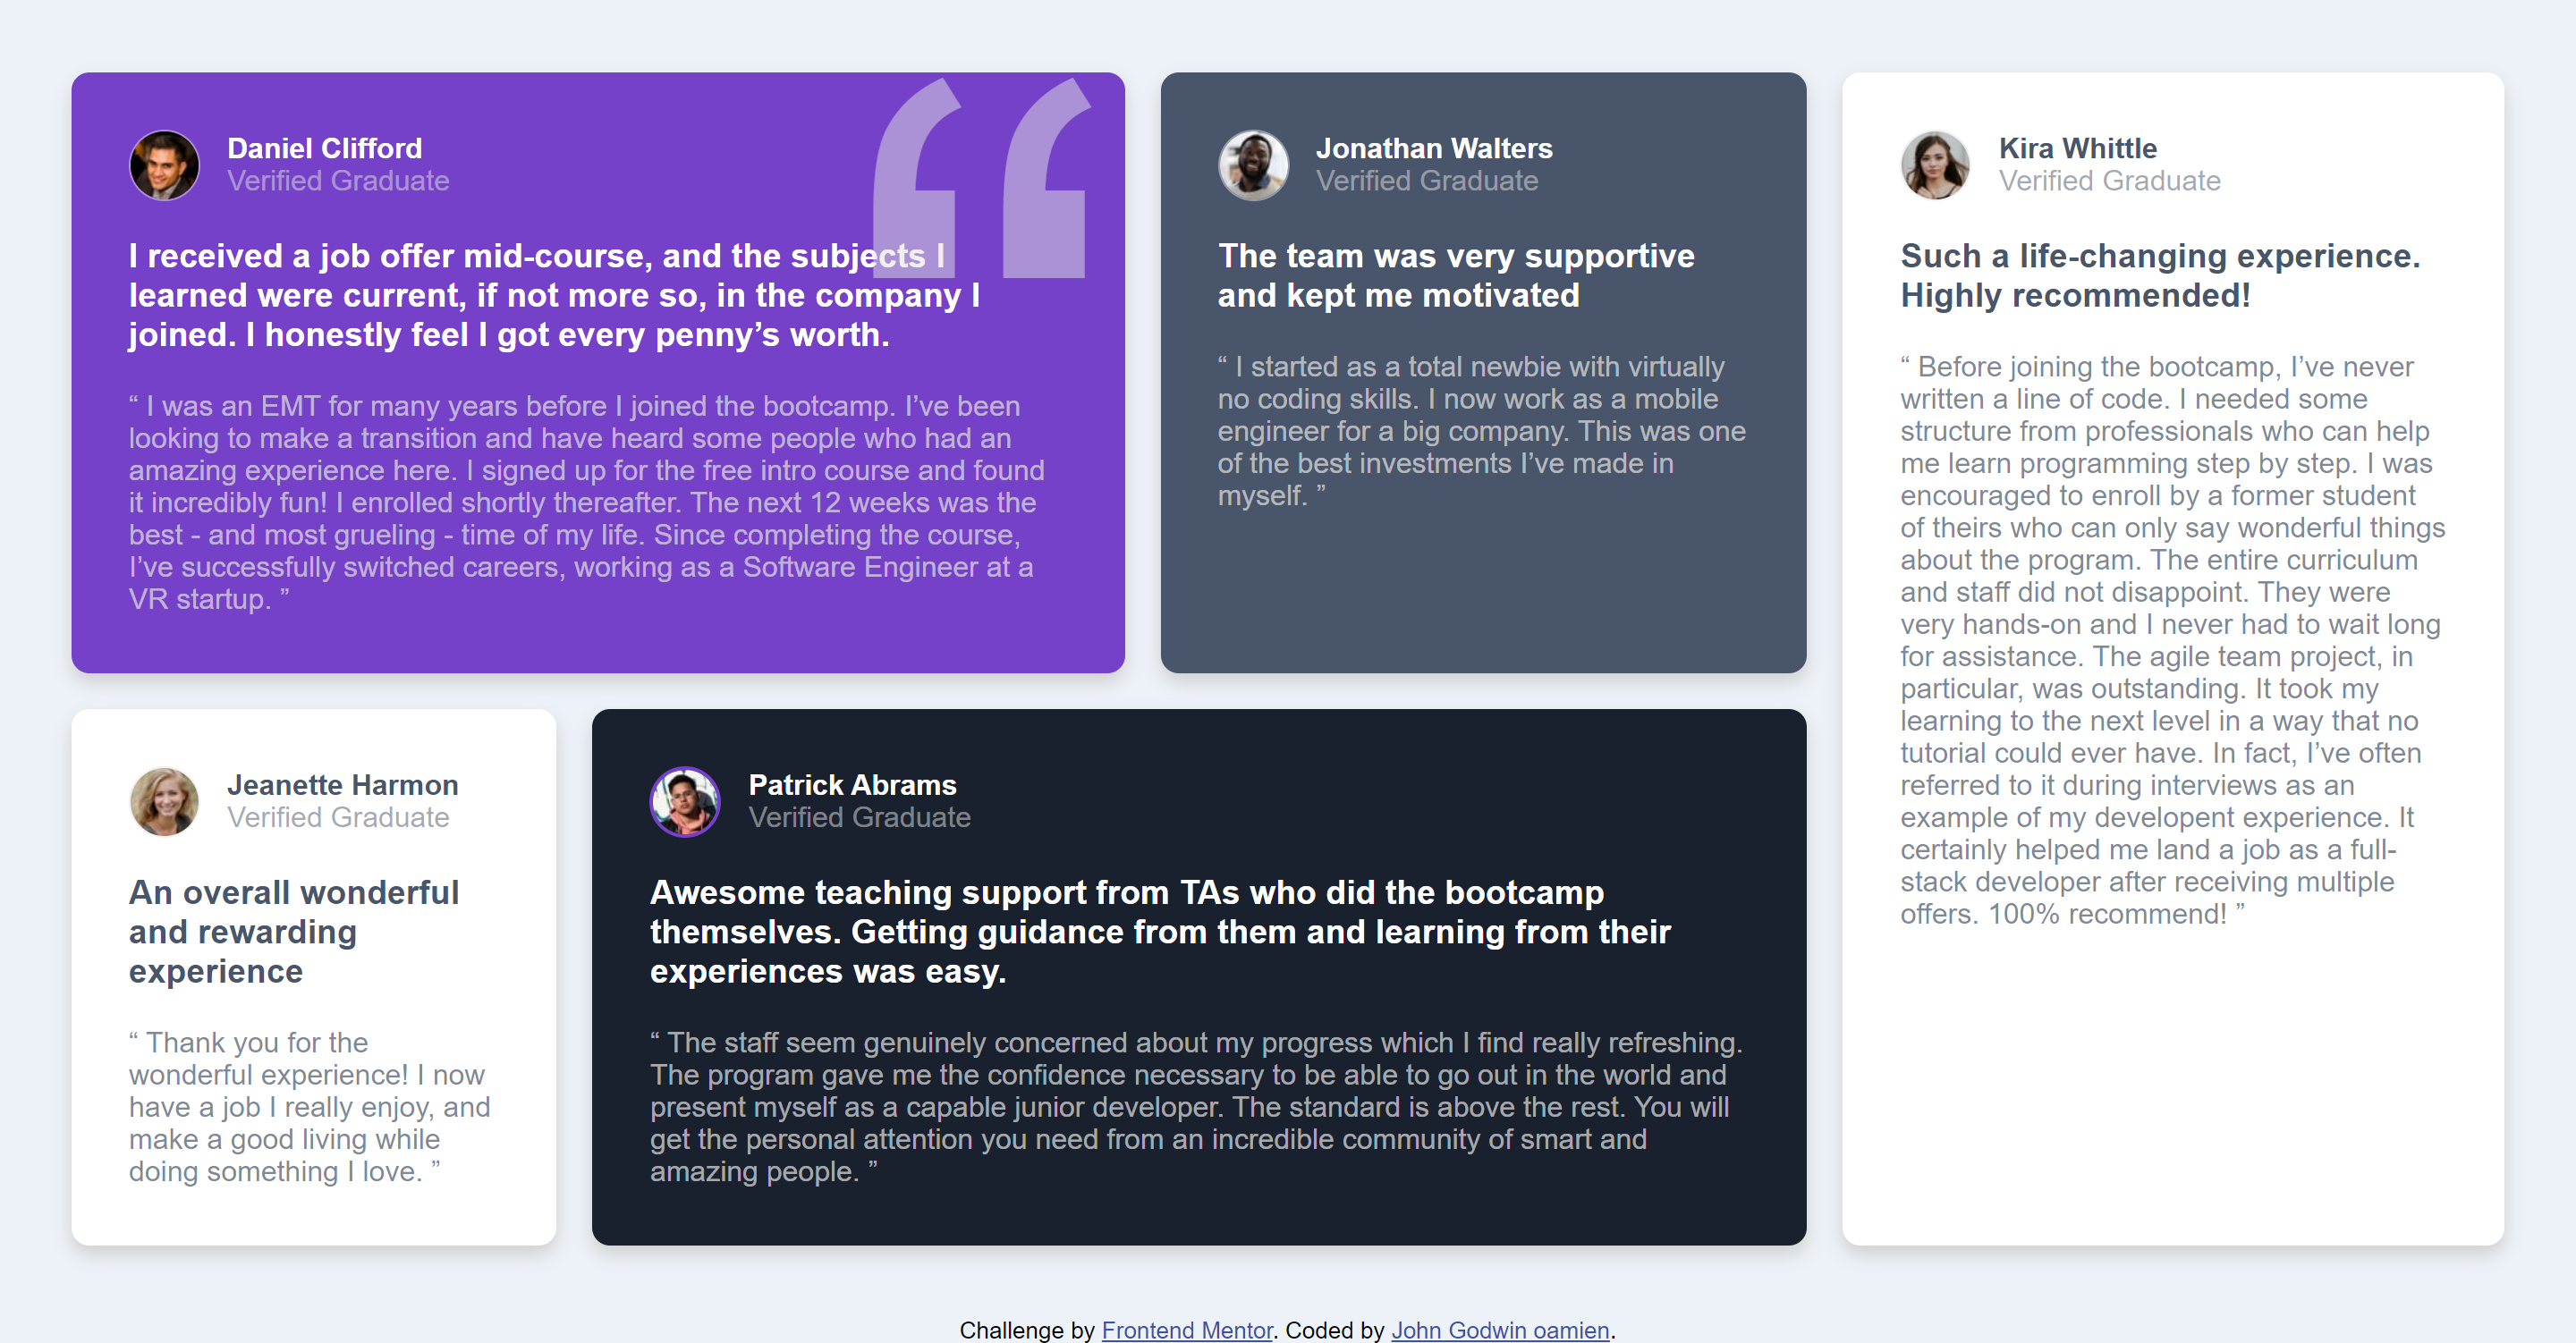 Daniel Clifford
Verified Graduate
I received a job offer mid-course, and the subjects I
learned were current, if not more so, in the company I
joined. I honestly feel I got every penny’s worth.
“ I was an EMT for many years before I joined the bootcamp. I’ve been
looking to make a transition and have heard some people who had an
amazing experience here. I signed up for the free intro course and found
it incredibly fun! I enrolled shortly thereafter. The next 12 weeks was the
best - and most grueling - time of my life. Since completing the course,
I’ve successfully switched careers, working as a Software Engineer at a
VR startup. ”
Jonathan Walters
Verified Graduate
The team was very supportive
and kept me motivated
“ I started as a total newbie with virtually
no coding skills. I now work as a mobile
engineer for a big company. This was one
of the best investments I’ve made in
myself. ”
Kira Whittle
Verified Graduate
Such a life-changing experience.
Highly recommended!
“ Before joining the bootcamp, I’ve never
written a line of code. I needed some
structure from professionals who can help
me learn programming step by step. I was
encouraged to enroll by a former student
of theirs who can only say wonderful things
about the program. The entire curriculum
and staff did not disappoint. They were
very hands-on and I never had to wait long
for assistance. The agile team project, in
particular, was outstanding. It took my
learning to the next level in a way that no
tutorial could ever have. In fact, I’ve often
referred to it during interviews as an
example of my developent experience. It
certainly helped me land a job as a full-
stack developer after receiving multiple
offers. 100% recommend! ”
Jeanette Harmon
Verified Graduate
An overall wonderful
and rewarding
experience
“ Thank you for the
wonderful experience! I now
have a job I really enjoy, and
make a good living while
doing something I love. ”
Patrick Abrams
Verified Graduate
Awesome teaching support from TAs who did the bootcamp
themselves. Getting guidance from them and learning from their
experiences was easy.
“ The staff seem genuinely concerned about my progress which I find really refreshing.
The program gave me the confidence necessary to be able to go out in the world and
present myself as a capable junior developer. The standard is above the rest. You will
get the personal attention you need from an incredible community of smart and
amazing people. ”
Challenge by Frontend Mentor. Coded by John Godwin oamien.